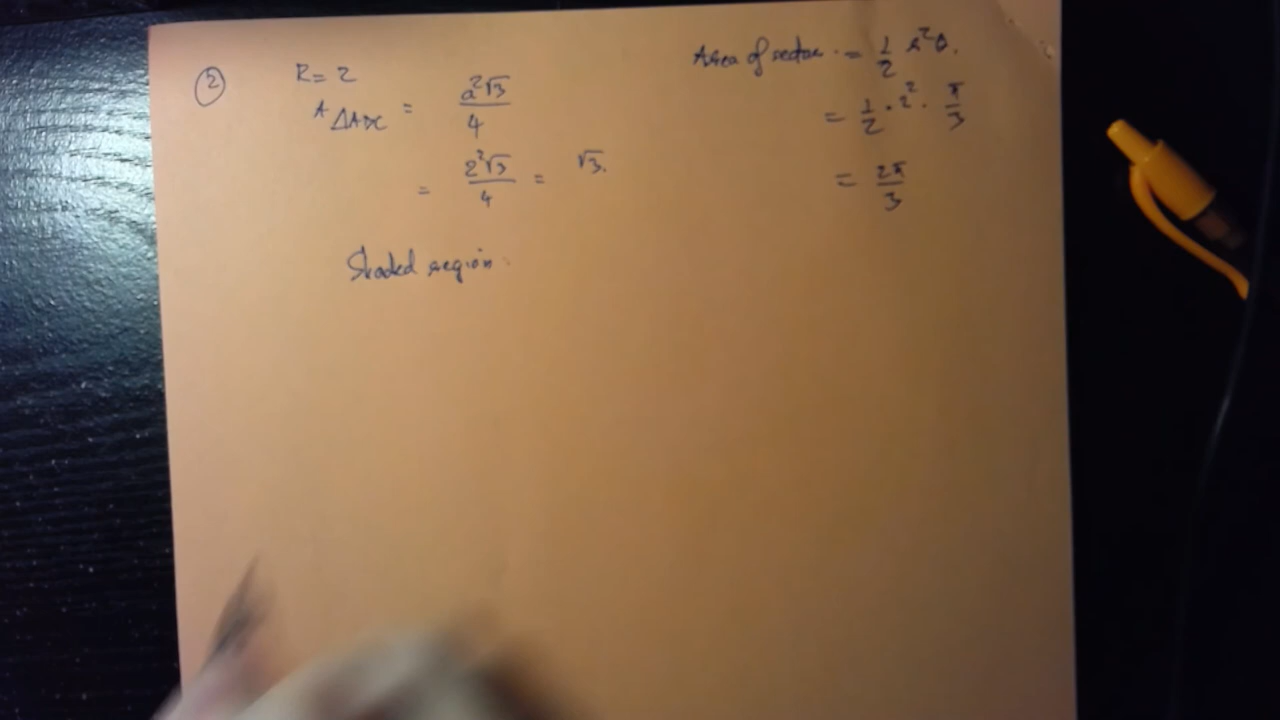 ② R = 2
A △ADC = a²√3 / 4
= 2²√3 / 4 = √3.
Shaded region.
Area of sector = 1/2 r²θ.
= 1/2 · 2² · π/3
= 2π/3